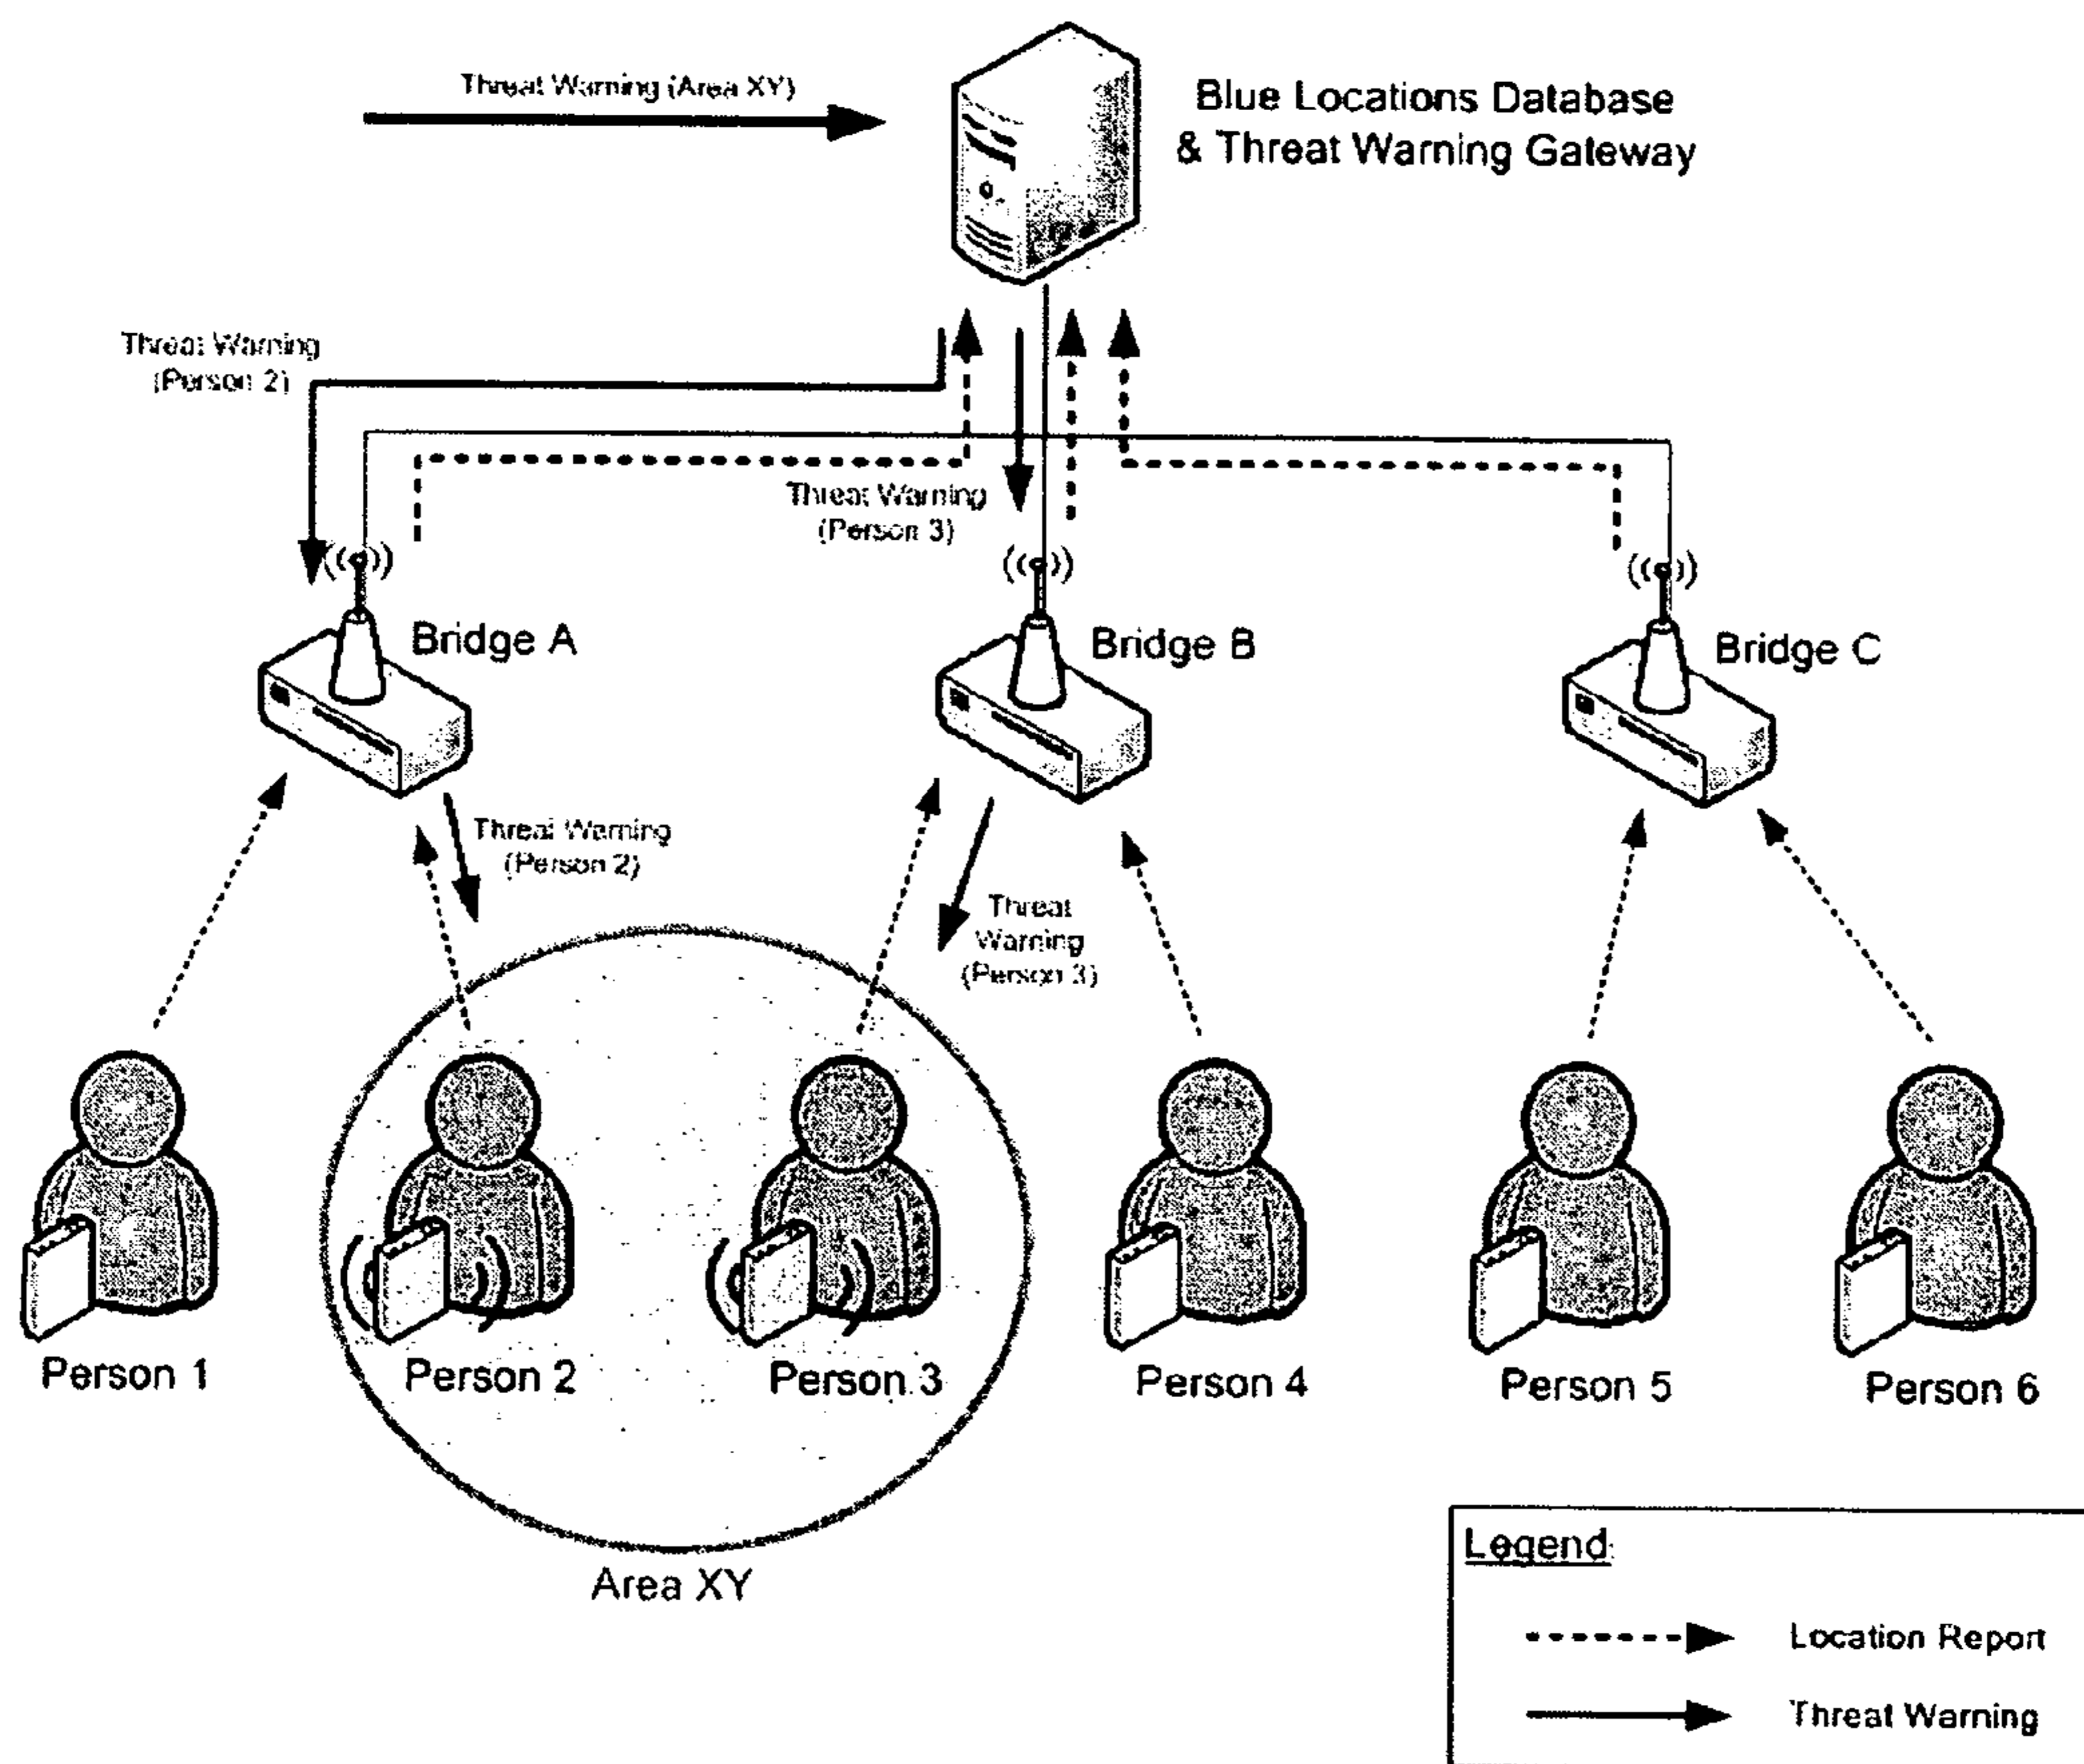 Threat Warning (Area XY)
Blue Locations Database
& Threat Warning Gateway
Threat Warning
(Person 2)
Threat Warning
(Person 3)
Bridge A
Bridge B
Bridge C
Threat Warning
(Person 2)
Threat
Warning
(Person 3)
Person 1
Person 2
Person 3
Person 4
Person 5
Person 6
Area XY
Legend:
Location Report
Threat Warning